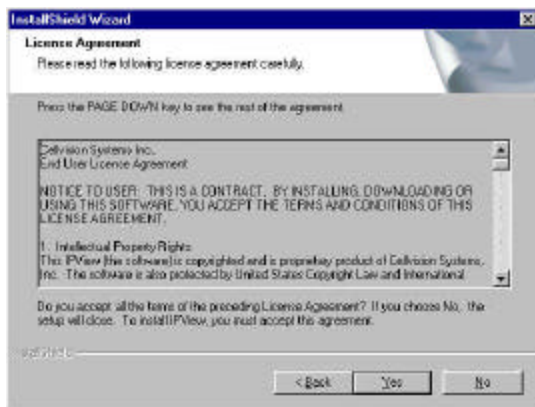 InstallShield Wizard
License Agreement
Please read the following license agreement carefully.
Press the PAGE DOWN key to see the rest of the agreement.
Cellvision Systems Inc.
End User License Agreement
NOTICE TO USER: THIS IS A CONTRACT. BY INSTALLING, DOWNLOADING OR
USING THIS SOFTWARE, YOU ACCEPT THE TERMS AND CONDITIONS OF THIS
LICENSE AGREEMENT.
1. Intellectual Property Rights
This IPView (the software) is copyrighted and is proprietary product of Cellvision Systems,
Inc. The software is also protected by United States Copyright Law and International
Do you accept all the terms of the preceding License Agreement? If you choose No, the
setup will close. To install IPView, you must accept this agreement.
InstallShield
< Back
Yes
No